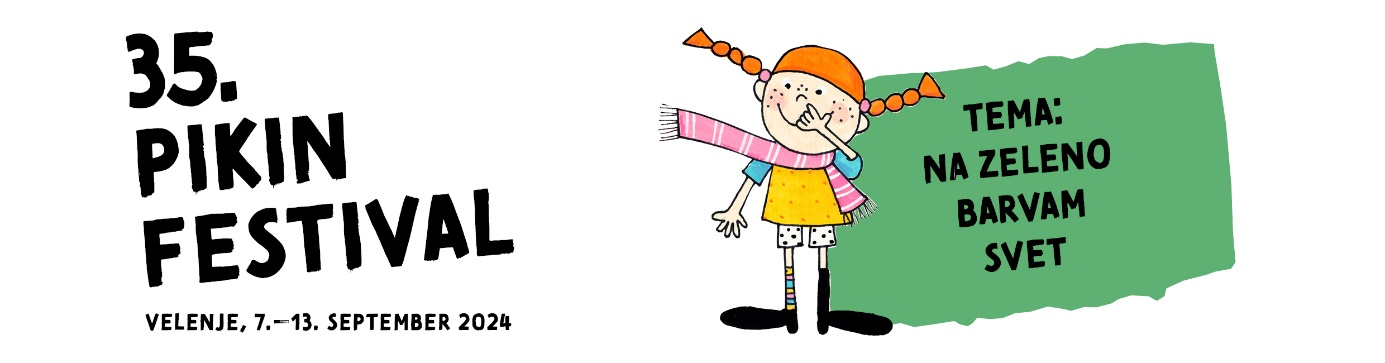 35.
PIKIN
FESTIVAL
VELENJE, 7.–13. SEPTEMBER 2024
TEMA:
NA ZELENO
BARVAM
SVET